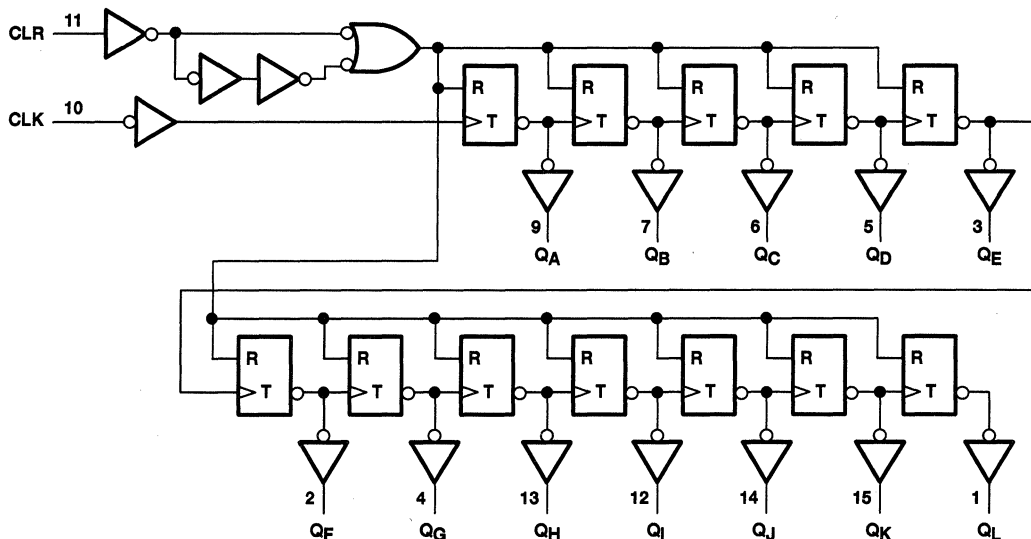 CLR 11
CLK 10
R R R R R
T T T T T
9 7 6 5 3
QA QB QC QD QE
R R R R R R R
T T T T T T T
2 4 13 12 14 15 1
QF QG QH QI QJ QK QL